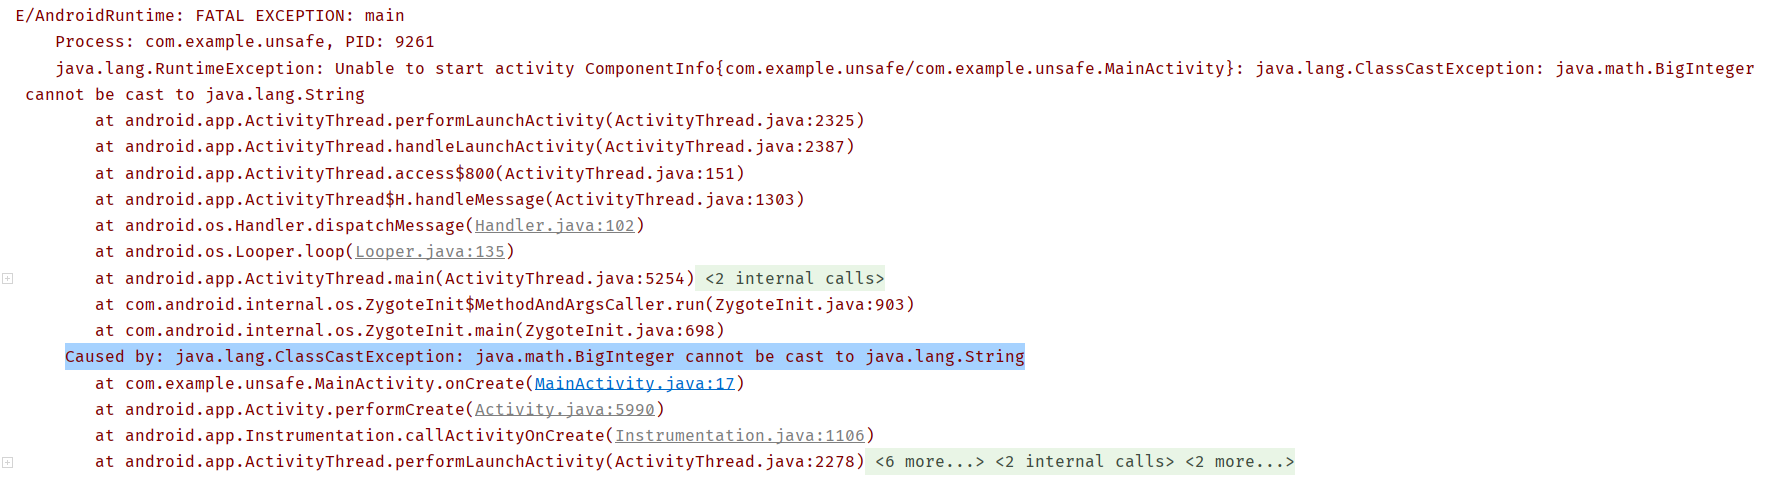 E/AndroidRuntime: FATAL EXCEPTION: main
Process: com.example.unsafe, PID: 9261
java.lang.RuntimeException: Unable to start activity ComponentInfo{com.example.unsafe/com.example.unsafe.MainActivity}: java.lang.ClassCastException: java.math.BigInteger
cannot be cast to java.lang.String
at android.app.ActivityThread.performLaunchActivity(ActivityThread.java:2325)
at android.app.ActivityThread.handleLaunchActivity(ActivityThread.java:2387)
at android.app.ActivityThread.access$800(ActivityThread.java:151)
at android.app.ActivityThread$H.handleMessage(ActivityThread.java:1303)
at android.os.Handler.dispatchMessage(Handler.java:102)
at android.os.Looper.loop(Looper.java:135)
at android.app.ActivityThread.main(ActivityThread.java:5254) <2 internal calls>
at com.android.internal.os.ZygoteInit$MethodAndArgsCaller.run(ZygoteInit.java:903)
at com.android.internal.os.ZygoteInit.main(ZygoteInit.java:698)
Caused by: java.lang.ClassCastException: java.math.BigInteger cannot be cast to java.lang.String
at com.example.unsafe.MainActivity.onCreate(MainActivity.java:17)
at android.app.Activity.performCreate(Activity.java:5990)
at android.app.Instrumentation.callActivityOnCreate(Instrumentation.java:1106)
at android.app.ActivityThread.performLaunchActivity(ActivityThread.java:2278) <6 more...> <2 internal calls> <2 more...>